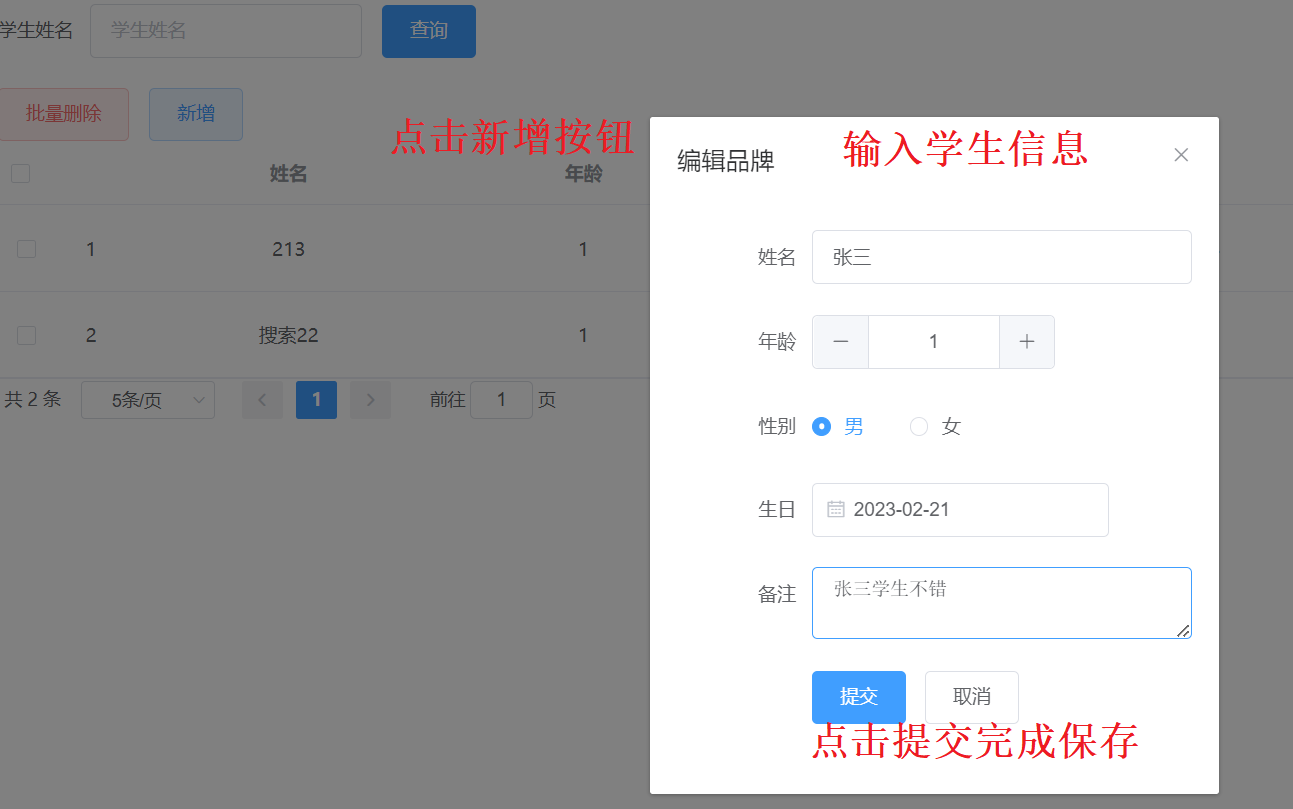 学生姓名 学生姓名 查询
批量删除 新增
点击新增按钮
姓名 年龄
1 213 1
2 搜索22 1
共 2 条 5条/页 1 前往 1 页
编辑品牌
输入学生信息
姓名 张三
年龄 1
性别 男 女
生日 2023-02-21
备注 张三学生不错
提交 取消
点击提交完成保存